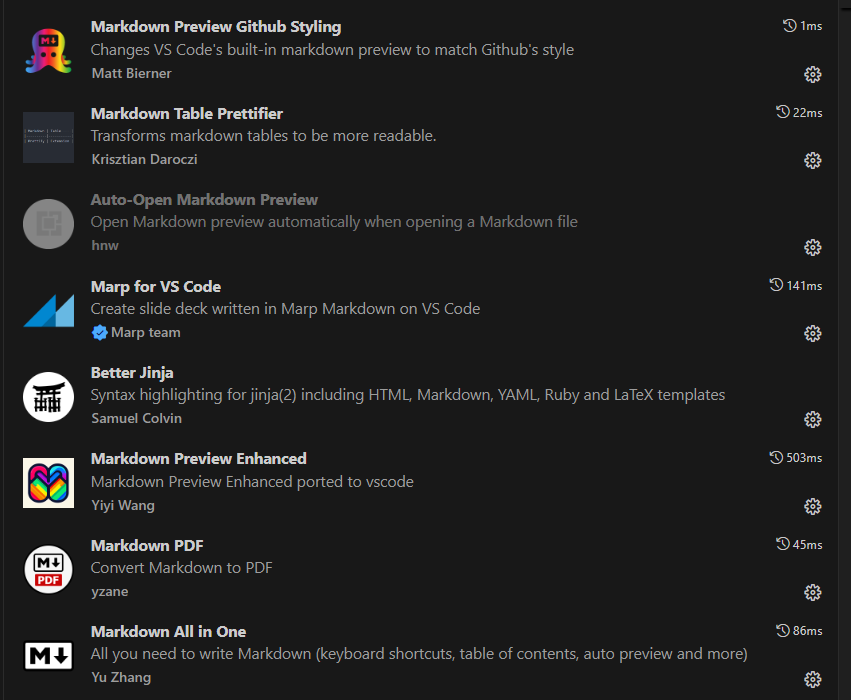 Markdown Preview Github Styling
1ms
Changes VS Code's built-in markdown preview to match Github's style
Matt Bierner
Markdown Table Prettifier
22ms
Transforms markdown tables to be more readable.
Krisztian Daroczi
Auto-Open Markdown Preview
Open Markdown preview automatically when opening a Markdown file
hnw
Marp for VS Code
141ms
Create slide deck written in Marp Markdown on VS Code
Marp team
Better Jinja
Syntax highlighting for jinja(2) including HTML, Markdown, YAML, Ruby and LaTeX templates
Samuel Colvin
Markdown Preview Enhanced
503ms
Markdown Preview Enhanced ported to vscode
Yiyi Wang
Markdown PDF
45ms
M↓
PDF
Convert Markdown to PDF
yzane
Markdown All in One
86ms
M↓
All you need to write Markdown (keyboard shortcuts, table of contents, auto preview and more)
Yu Zhang